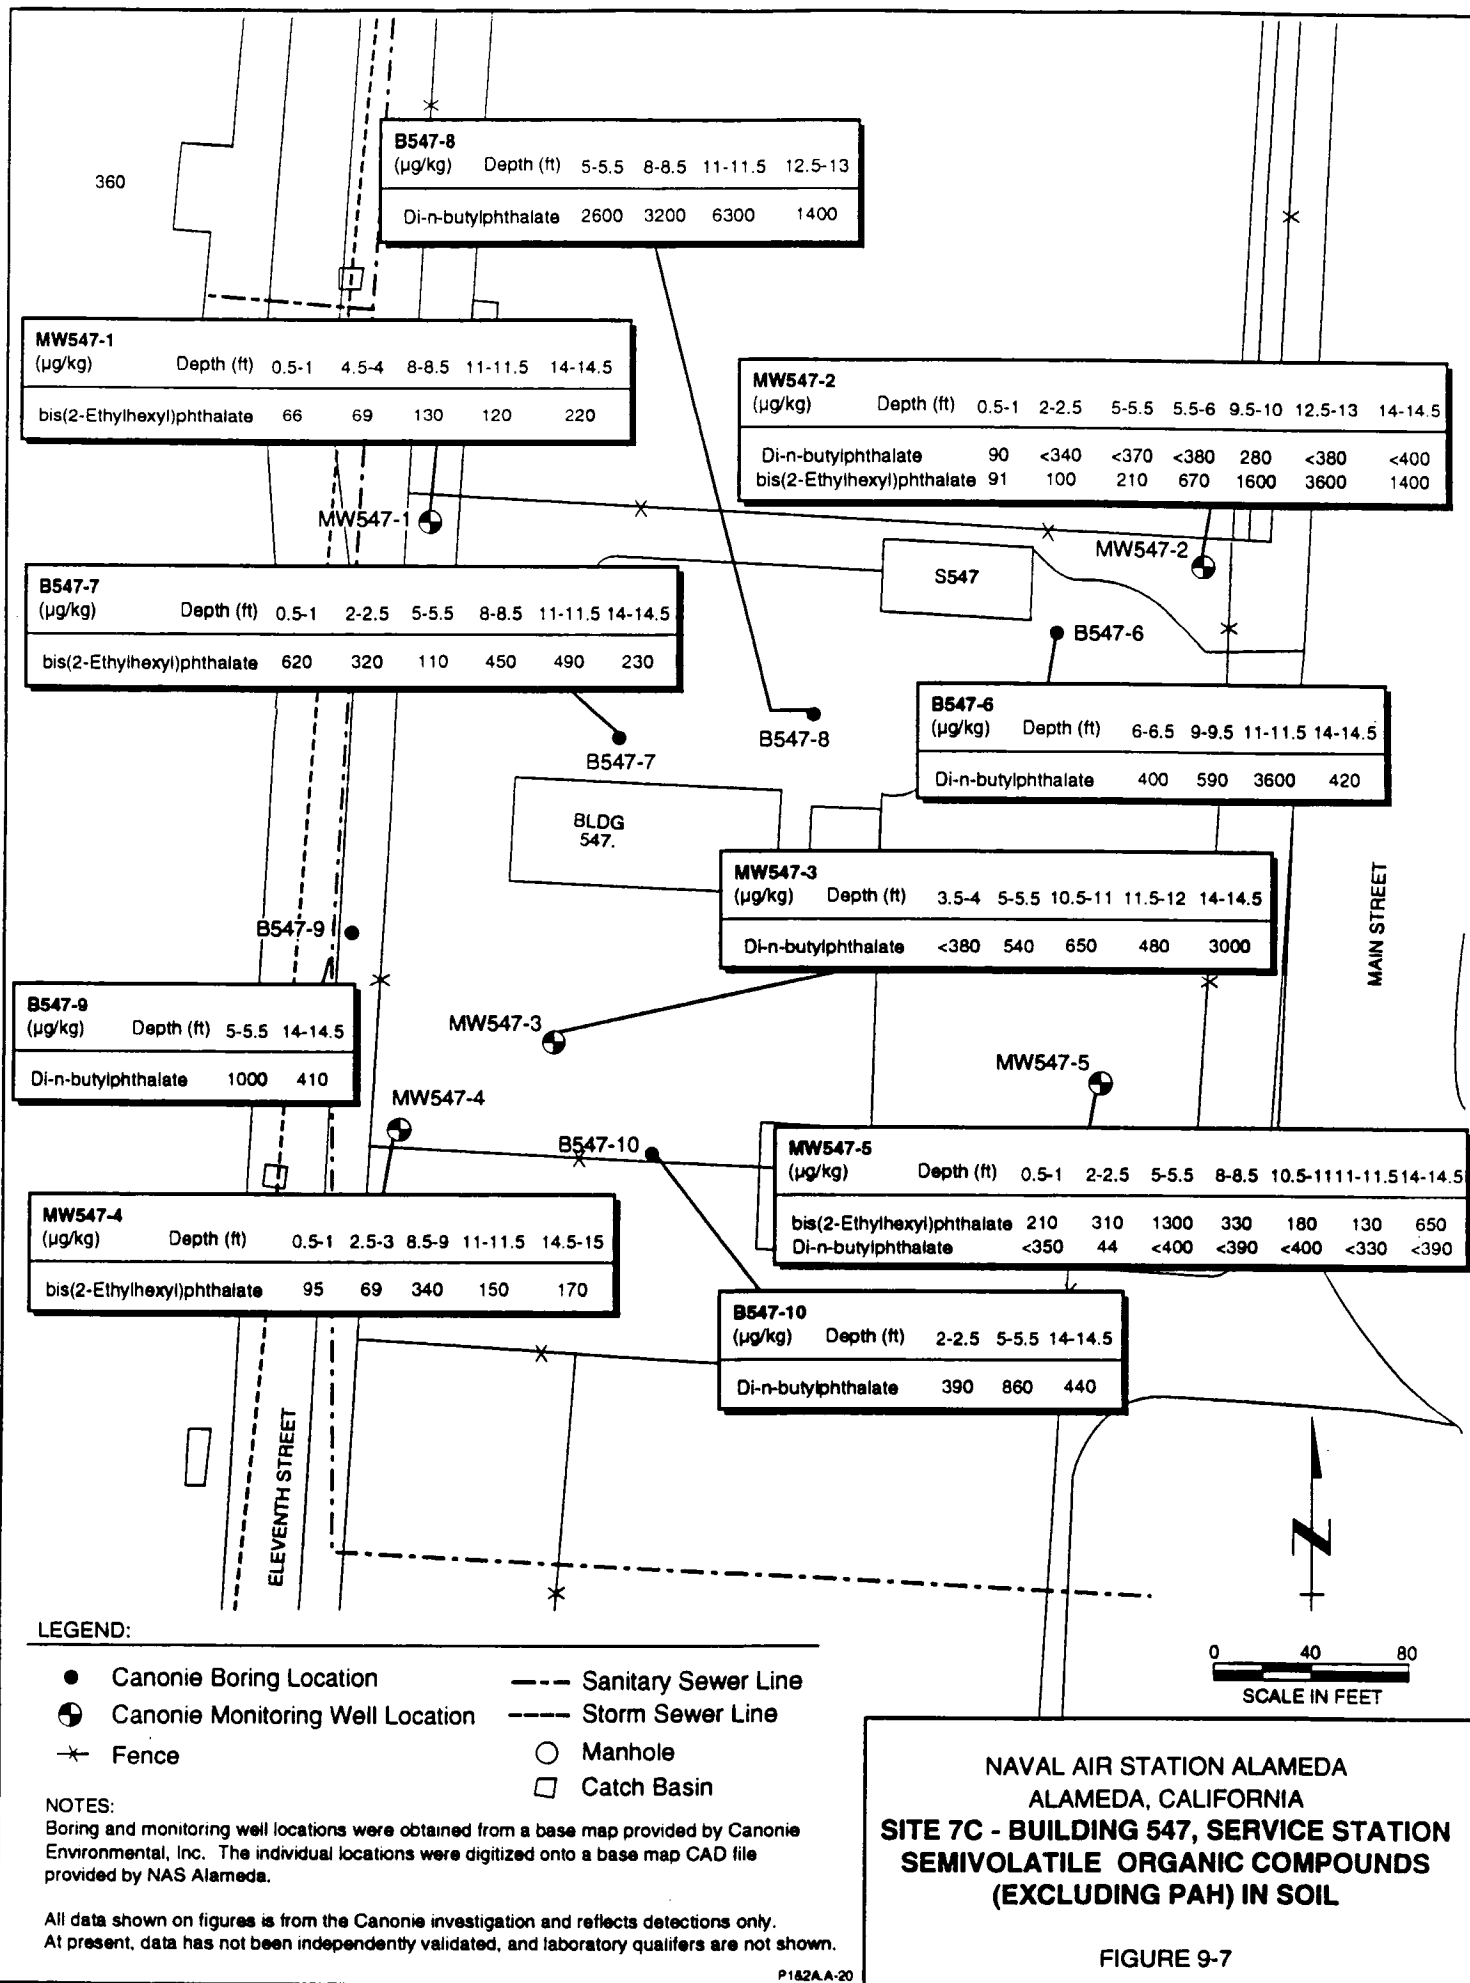 B547-8
(µg/kg) Depth (ft) 5-5.5 8-8.5 11-11.5 12.5-13
Di-n-butylphthalate 2600 3200 6300 1400
360
MW547-1
(µg/kg) Depth (ft) 0.5-1 4.5-4 8-8.5 11-11.5 14-14.5
bis(2-Ethylhexyl)phthalate 66 69 130 120 220
MW547-2
(µg/kg) Depth (ft) 0.5-1 2-2.5 5-5.5 5.5-6 9.5-10 12.5-13 14-14.5
Di-n-butylphthalate 90 <340 <370 <380 280 <380 <400
bis(2-Ethylhexyl)phthalate 91 100 210 670 1600 3600 1400
MW547-1
MW547-2
S547
B547-7
(µg/kg) Depth (ft) 0.5-1 2-2.5 5-5.5 8-8.5 11-11.5 14-14.5
bis(2-Ethylhexyl)phthalate 620 320 110 450 490 230
B547-6
B547-6
(µg/kg) Depth (ft) 6-6.5 9-9.5 11-11.5 14-14.5
Di-n-butylphthalate 400 590 3600 420
B547-8
B547-7
BLDG
547.
MW547-3
(µg/kg) Depth (ft) 3.5-4 5-5.5 10.5-11 11.5-12 14-14.5
Di-n-butylphthalate <380 540 650 480 3000
MAIN STREET
B547-9
B547-9
(µg/kg) Depth (ft) 5-5.5 14-14.5
Di-n-butylphthalate 1000 410
MW547-3
MW547-5
MW547-4
B547-10
MW547-5
(µg/kg) Depth (ft) 0.5-1 2-2.5 5-5.5 8-8.5 10.5-11 11-11.5 14-14.5
bis(2-Ethylhexyl)phthalate 210 310 1300 330 180 130 650
Di-n-butylphthalate <350 44 <400 <390 <400 <330 <390
MW547-4
(µg/kg) Depth (ft) 0.5-1 2.5-3 8.5-9 11-11.5 14.5-15
bis(2-Ethylhexyl)phthalate 95 69 340 150 170
B547-10
(µg/kg) Depth (ft) 2-2.5 5-5.5 14-14.5
Di-n-butylphthalate 390 860 440
ELEVENTH STREET
N
0 40 80
SCALE IN FEET
LEGEND:
Canonie Boring Location
Canonie Monitoring Well Location
Fence
Sanitary Sewer Line
Storm Sewer Line
Manhole
Catch Basin
NOTES:
Boring and monitoring well locations were obtained from a base map provided by Canonie
Environmental, Inc. The individual locations were digitized onto a base map CAD file
provided by NAS Alameda.
All data shown on figures is from the Canonie investigation and reflects detections only.
At present, data has not been independently validated, and laboratory qualifers are not shown.
P1&2A.A-20
NAVAL AIR STATION ALAMEDA
ALAMEDA, CALIFORNIA
SITE 7C - BUILDING 547, SERVICE STATION
SEMIVOLATILE ORGANIC COMPOUNDS
(EXCLUDING PAH) IN SOIL
FIGURE 9-7